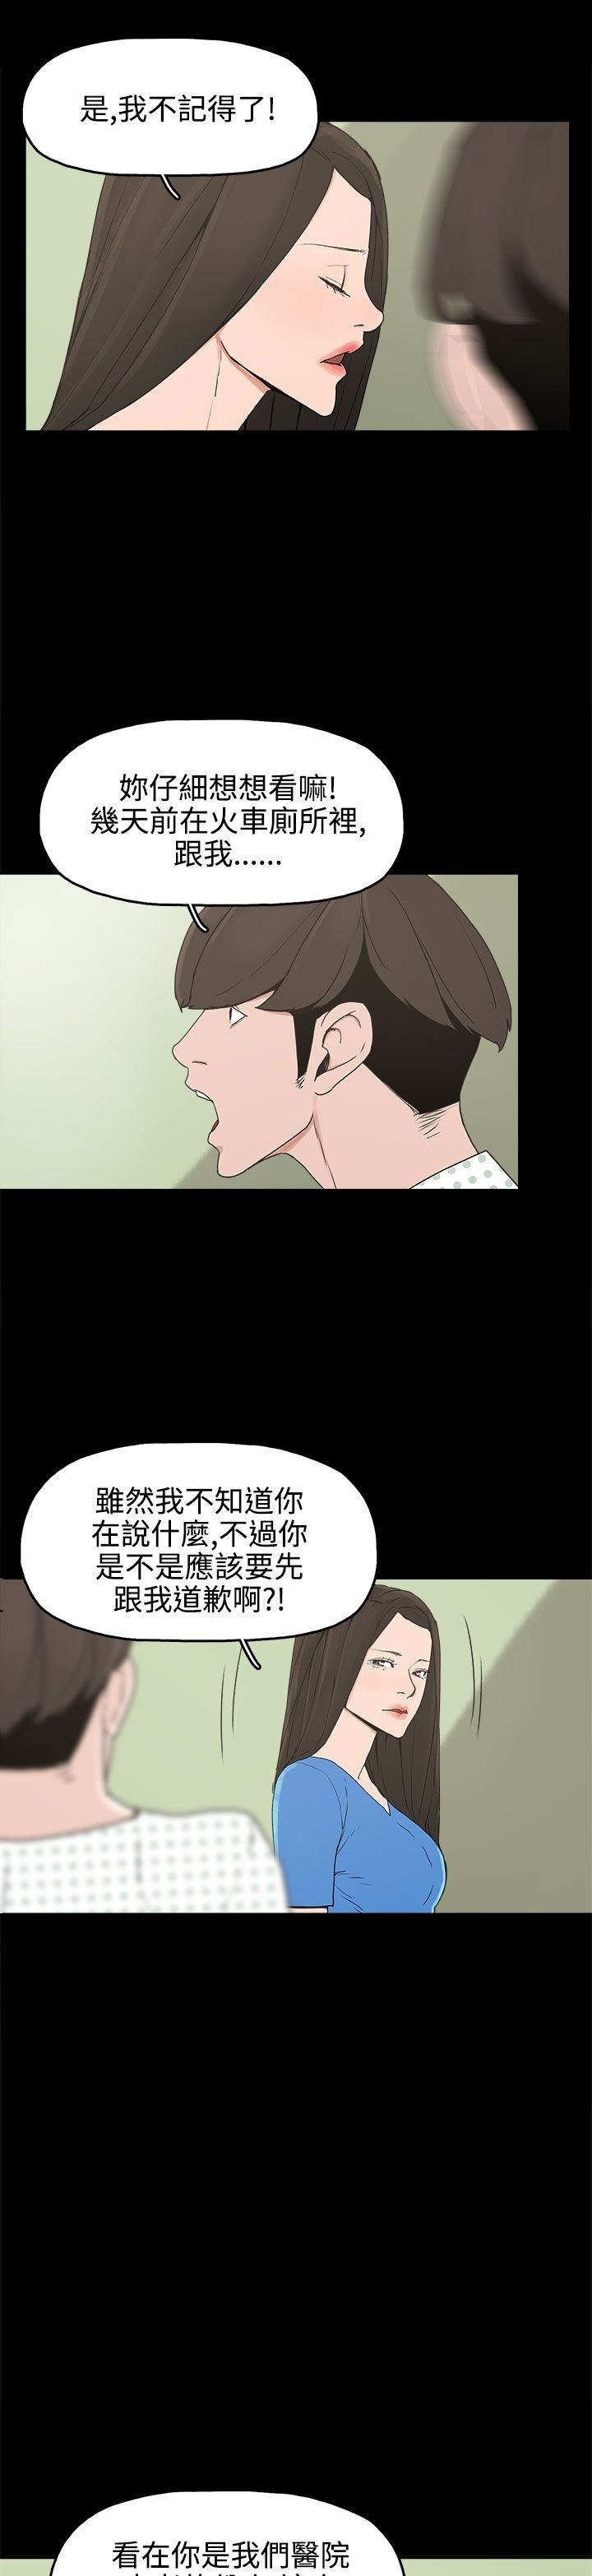 是,我不記得了!
妳仔細想想看嘛!
幾天前在火車廁所裡,
跟我……
雖然我不知道你
在說什麼,不過你
是不是應該要先
跟我道歉啊?!
看在你是我們醫院